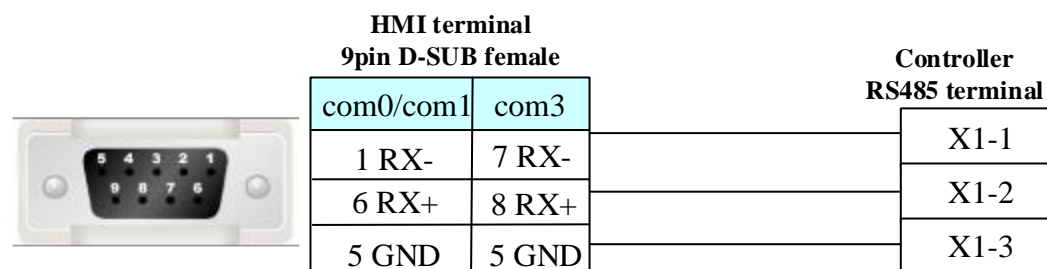 HMI terminal
9pin D-SUB female
Controller
RS485 terminal
com0/com1 com3
1 RX- 7 RX- X1-1
6 RX+ 8 RX+ X1-2
5 GND 5 GND X1-3
5 4 3 2 1
9 8 7 6